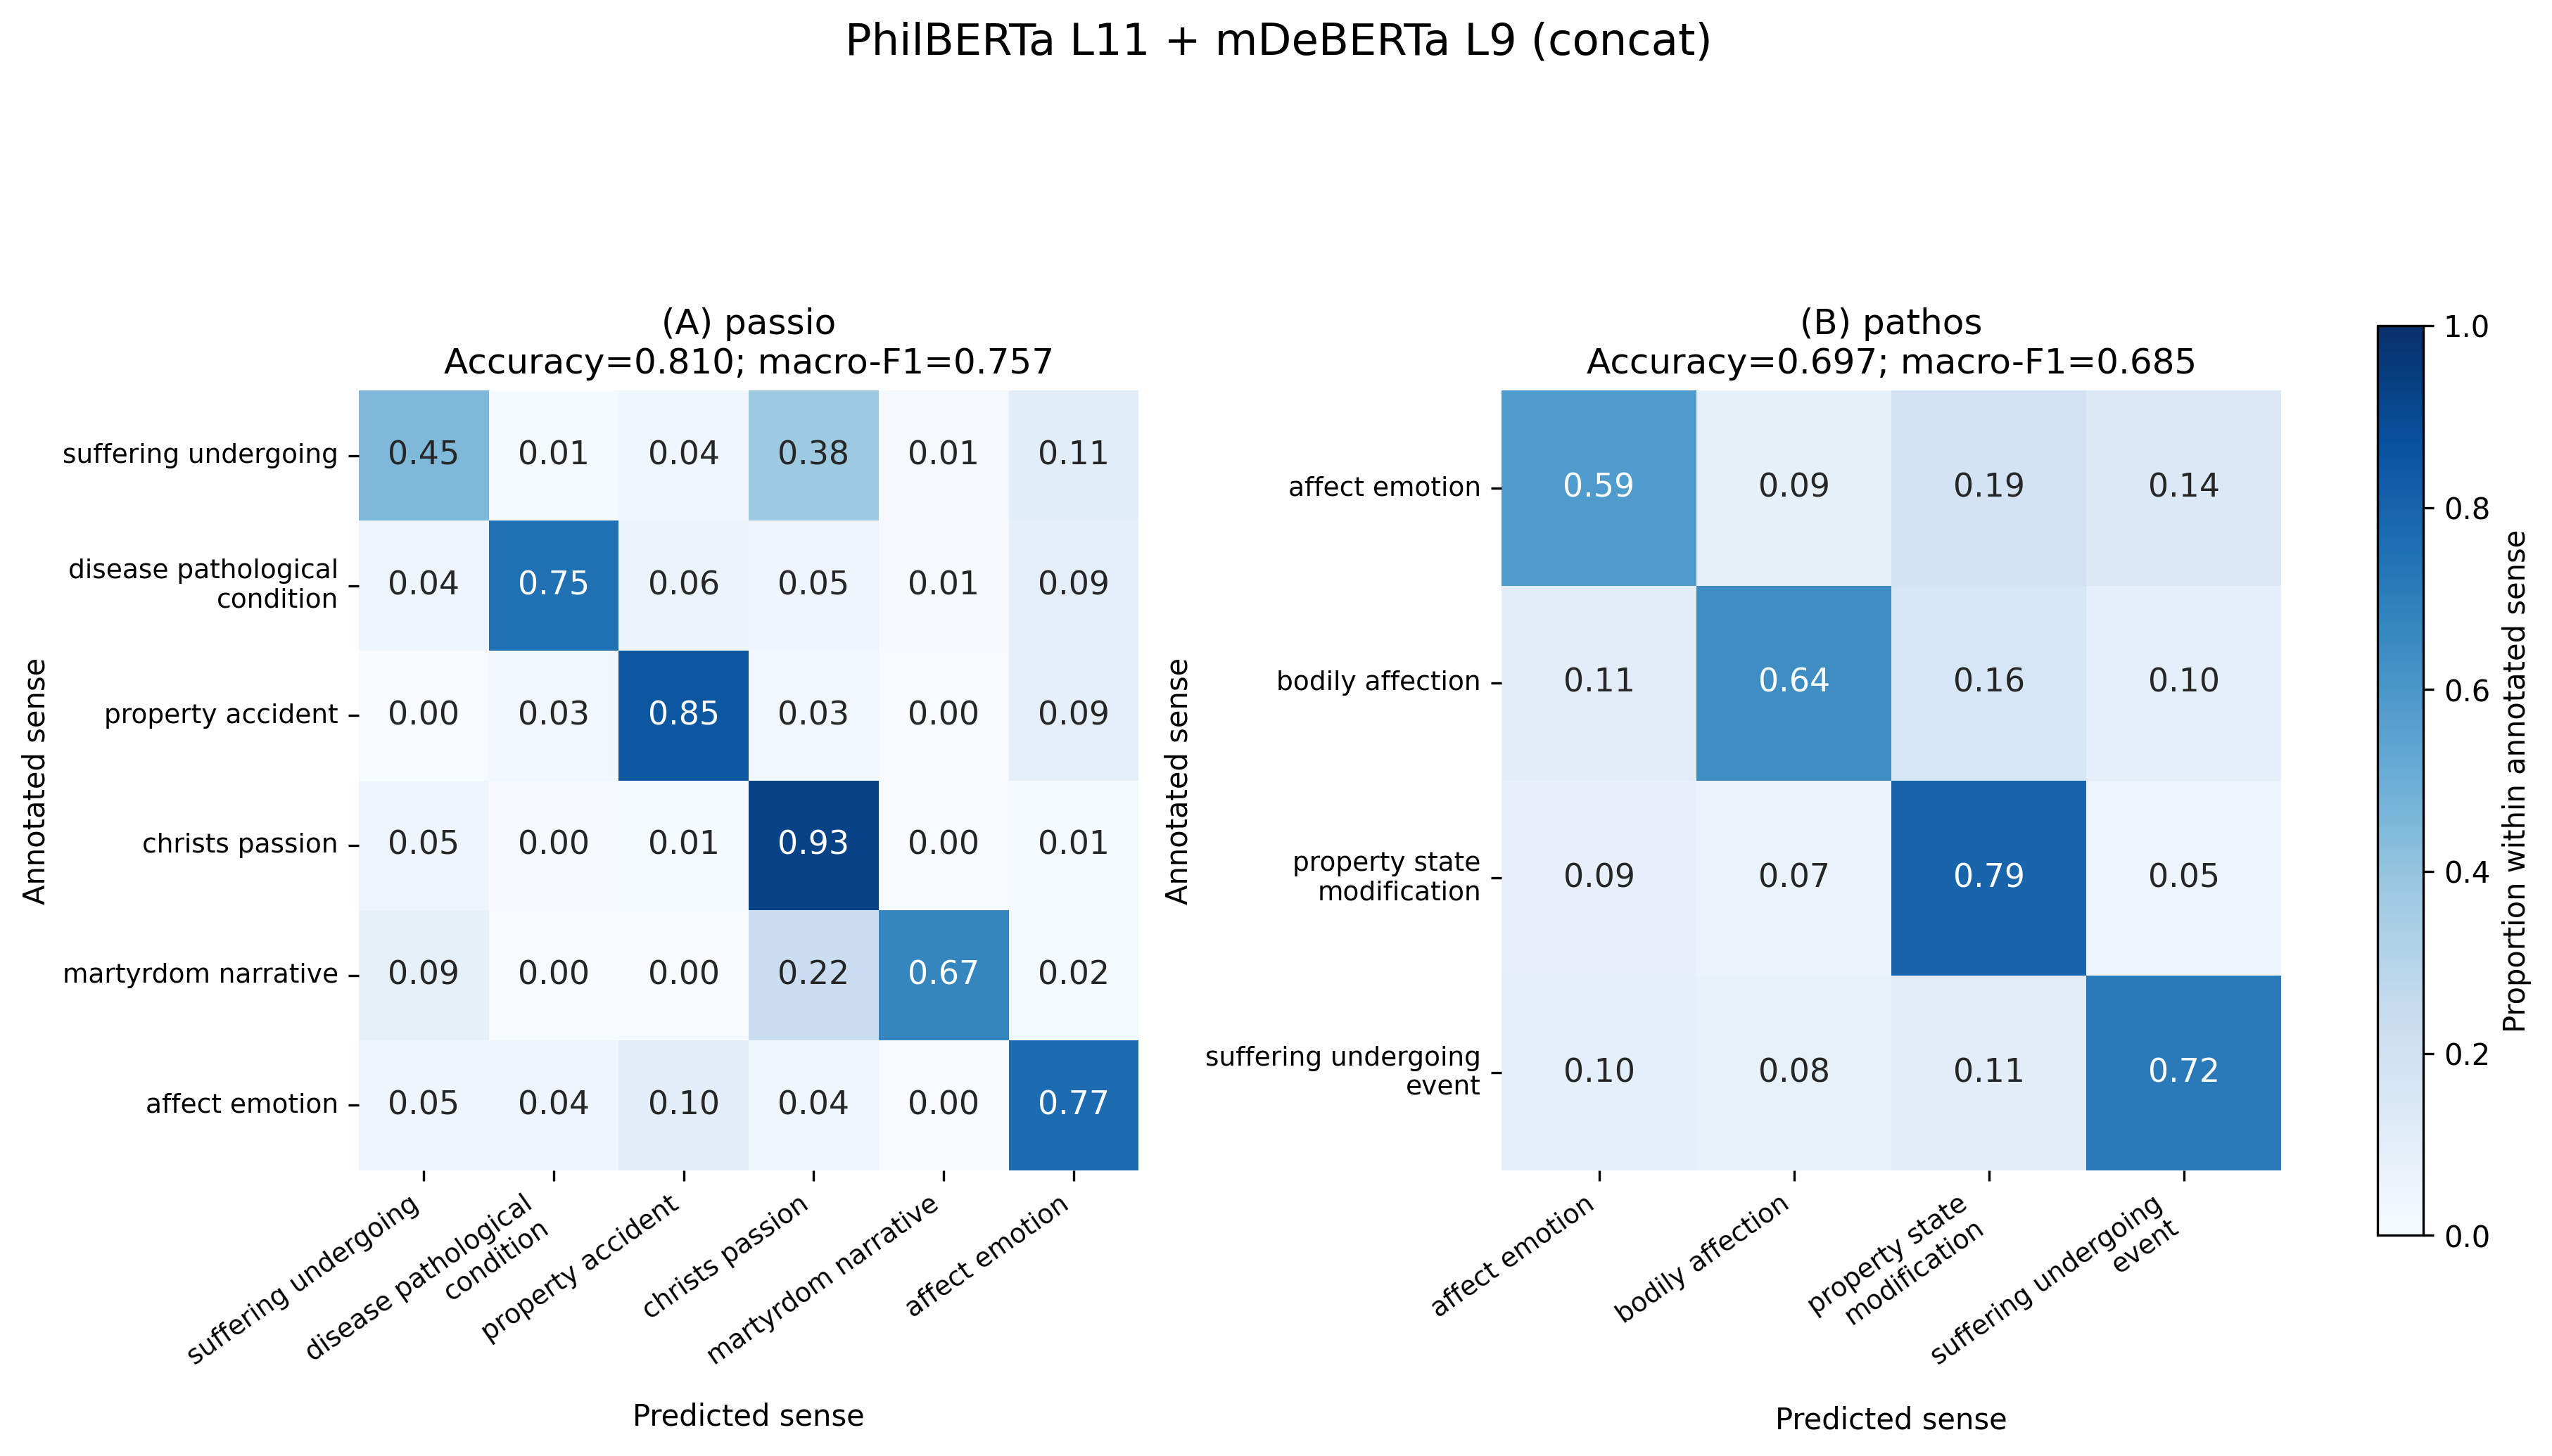 PhilBERTa L11 + mDeBERTa L9 (concat)
(A) passio
Accuracy=0.810; macro-F1=0.757
Annotated sense
suffering undergoing
0.45 0.01 0.04 0.38 0.01 0.11
disease pathological
condition
0.04 0.75 0.06 0.05 0.01 0.09
property accident
0.00 0.03 0.85 0.03 0.00 0.09
christs passion
0.05 0.00 0.01 0.93 0.00 0.01
martyrdom narrative
0.09 0.00 0.00 0.22 0.67 0.02
affect emotion
0.05 0.04 0.10 0.04 0.00 0.77
suffering undergoing
disease pathological
condition
property accident
christs passion
martyrdom narrative
affect emotion
Predicted sense
(B) pathos
Accuracy=0.697; macro-F1=0.685
Annotated sense
affect emotion
0.59 0.09 0.19 0.14
bodily affection
0.11 0.64 0.16 0.10
property state
modification
0.09 0.07 0.79 0.05
suffering undergoing
event
0.10 0.08 0.11 0.72
affect emotion
bodily affection
property state
modification
suffering undergoing
event
Predicted sense
1.0
0.8
0.6
0.4
0.2
0.0
Proportion within annotated sense